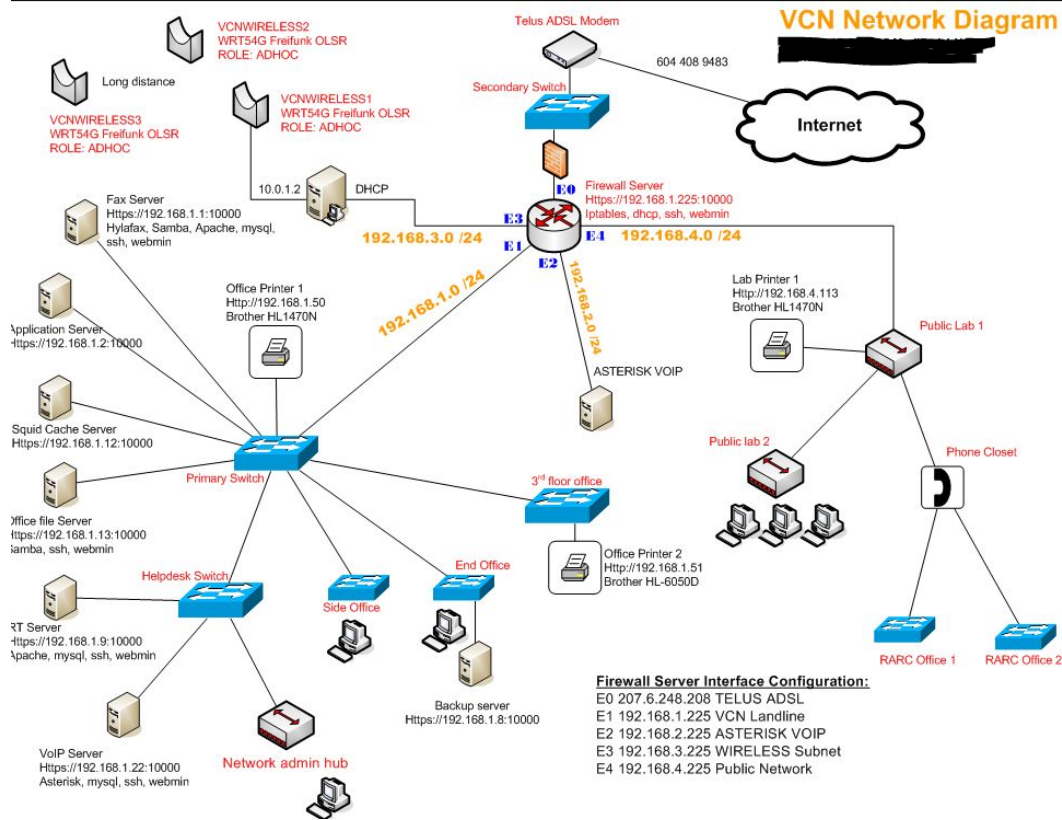 VCN Network Diagram
Telus ADSL Modem
604 408 9483
Secondary Switch
Internet
VCNWIRELESS2
WRT54G Freifunk OLSR
ROLE: ADHOC
Long distance
VCNWIRELESS3
WRT54G Freifunk OLSR
ROLE: ADHOC
VCNWIRELESS1
WRT54G Freifunk OLSR
ROLE: ADHOC
10.0.1.2
DHCP
E0
Firewall Server
Https://192.168.1.225:10000
Iptables, dhcp, ssh, webmin
E3
E4
E1
E2
192.168.3.0 /24
192.168.4.0 /24
192.168.1.0 /24
192.168.2.0 /24
Fax Server
Https://192.168.1.1:10000
Hylafax, Samba, Apache, mysql,
ssh, webmin
Application Server
Https://192.168.1.2:10000
Office Printer 1
Http://192.168.1.50
Brother HL1470N
Lab Printer 1
Http://192.168.4.113
Brother HL1470N
Public Lab 1
ASTERISK VOIP
Squid Cache Server
Https://192.168.1.12:10000
Primary Switch
Public lab 2
Phone Closet
3rd floor office
Office file Server
Https://192.168.1.13:10000
Samba, ssh, webmin
Office Printer 2
Http://192.168.1.51
Brother HL-6050D
Helpdesk Switch
Side Office
End Office
RT Server
Https://192.168.1.9:10000
Apache, mysql, ssh, webmin
RARC Office 1
RARC Office 2
Backup server
Https://192.168.1.8:10000
VoIP Server
Https://192.168.1.22:10000
Asterisk, mysql, ssh, webmin
Network admin hub
Firewall Server Interface Configuration:
E0 207.6.248.208 TELUS ADSL
E1 192.168.1.225 VCN Landline
E2 192.168.2.225 ASTERISK VOIP
E3 192.168.3.225 WIRELESS Subnet
E4 192.168.4.225 Public Network